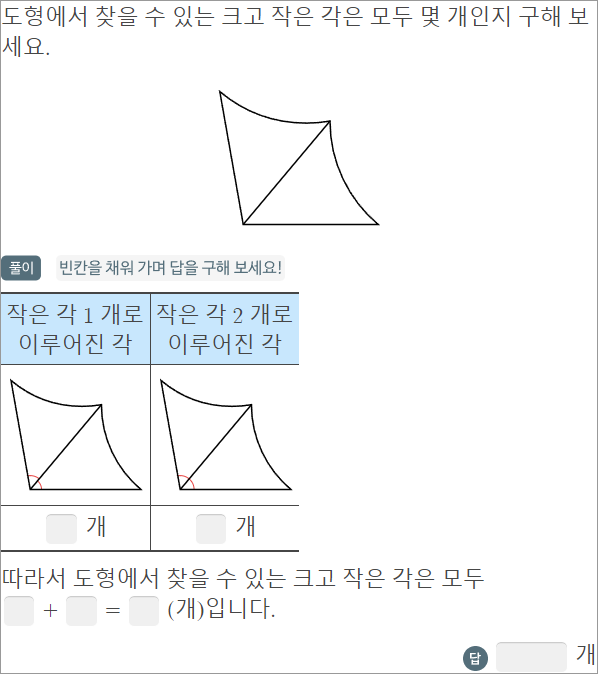 도형에서 찾을 수 있는 크고 작은 각은 모두 몇 개인지 구해 보
세요.
풀이 빈칸을 채워 가며 답을 구해 보세요!
작은 각 1 개로 작은 각 2 개로
이루어진 각 이루어진 각
개 개
따라서 도형에서 찾을 수 있는 크고 작은 각은 모두
+ = (개)입니다.
답 개